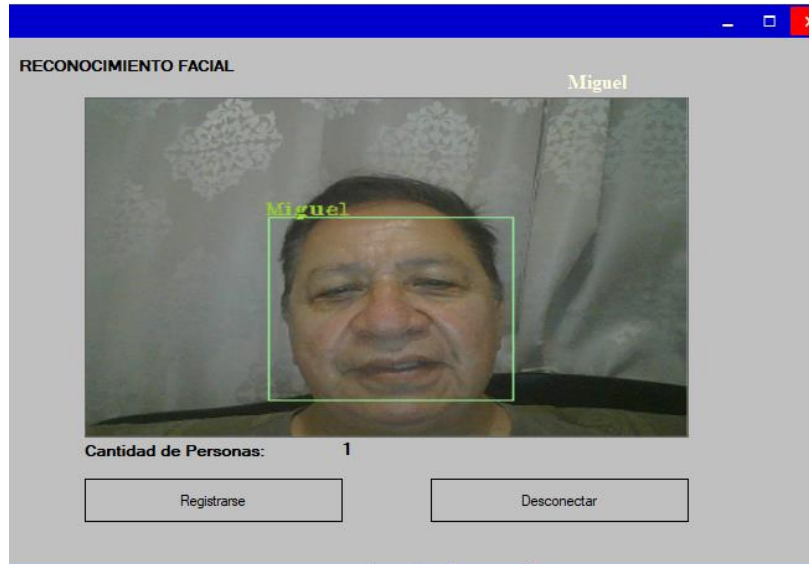 RECONOCIMIENTO FACIAL
Miguel
Miguel
Cantidad de Personas: 1
Registrarse Desconectar